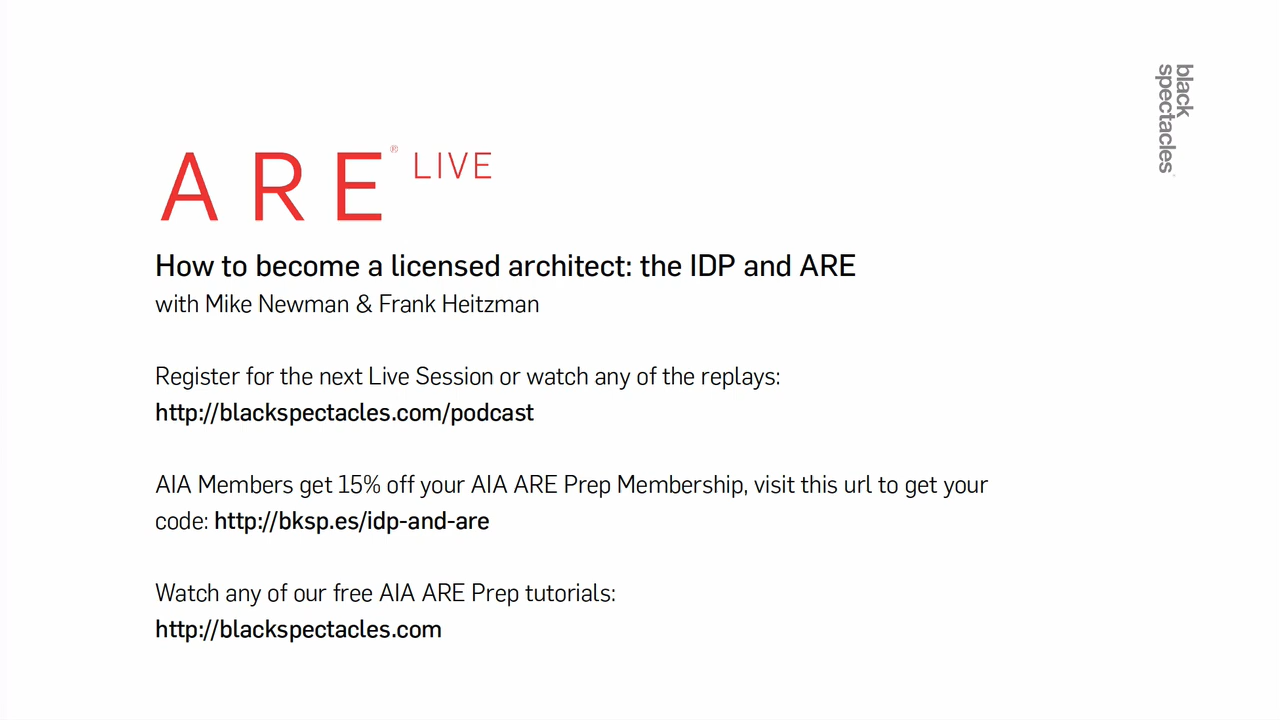 black
spectacles
ARE® LIVE
How to become a licensed architect: the IDP and ARE
with Mike Newman & Frank Heitzman
Register for the next Live Session or watch any of the replays:
http://blackspectacles.com/podcast
AIA Members get 15% off your AIA ARE Prep Membership, visit this url to get your
code: http://bksp.es/idp-and-are
Watch any of our free AIA ARE Prep tutorials:
http://blackspectacles.com